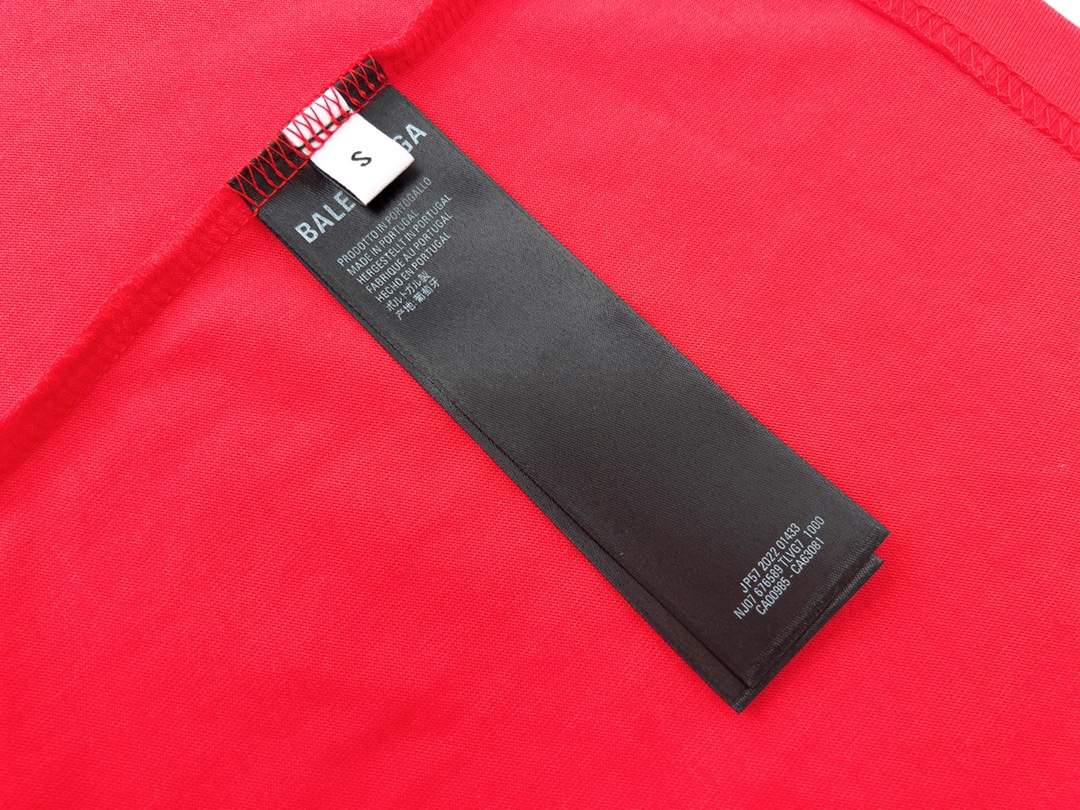 S
BALE GA
PRODOTTO IN PORTOGALLO
MADE IN PORTUGAL
HERGESTELLT IN PORTUGAL
FABRIQUE AU PORTUGAL
HECHO EN PORTUGAL
ポルトガル製
产地:葡萄牙
JP57 2022 01433
NJ07 676589 TLVG7 1000
CA00985 - CA63081